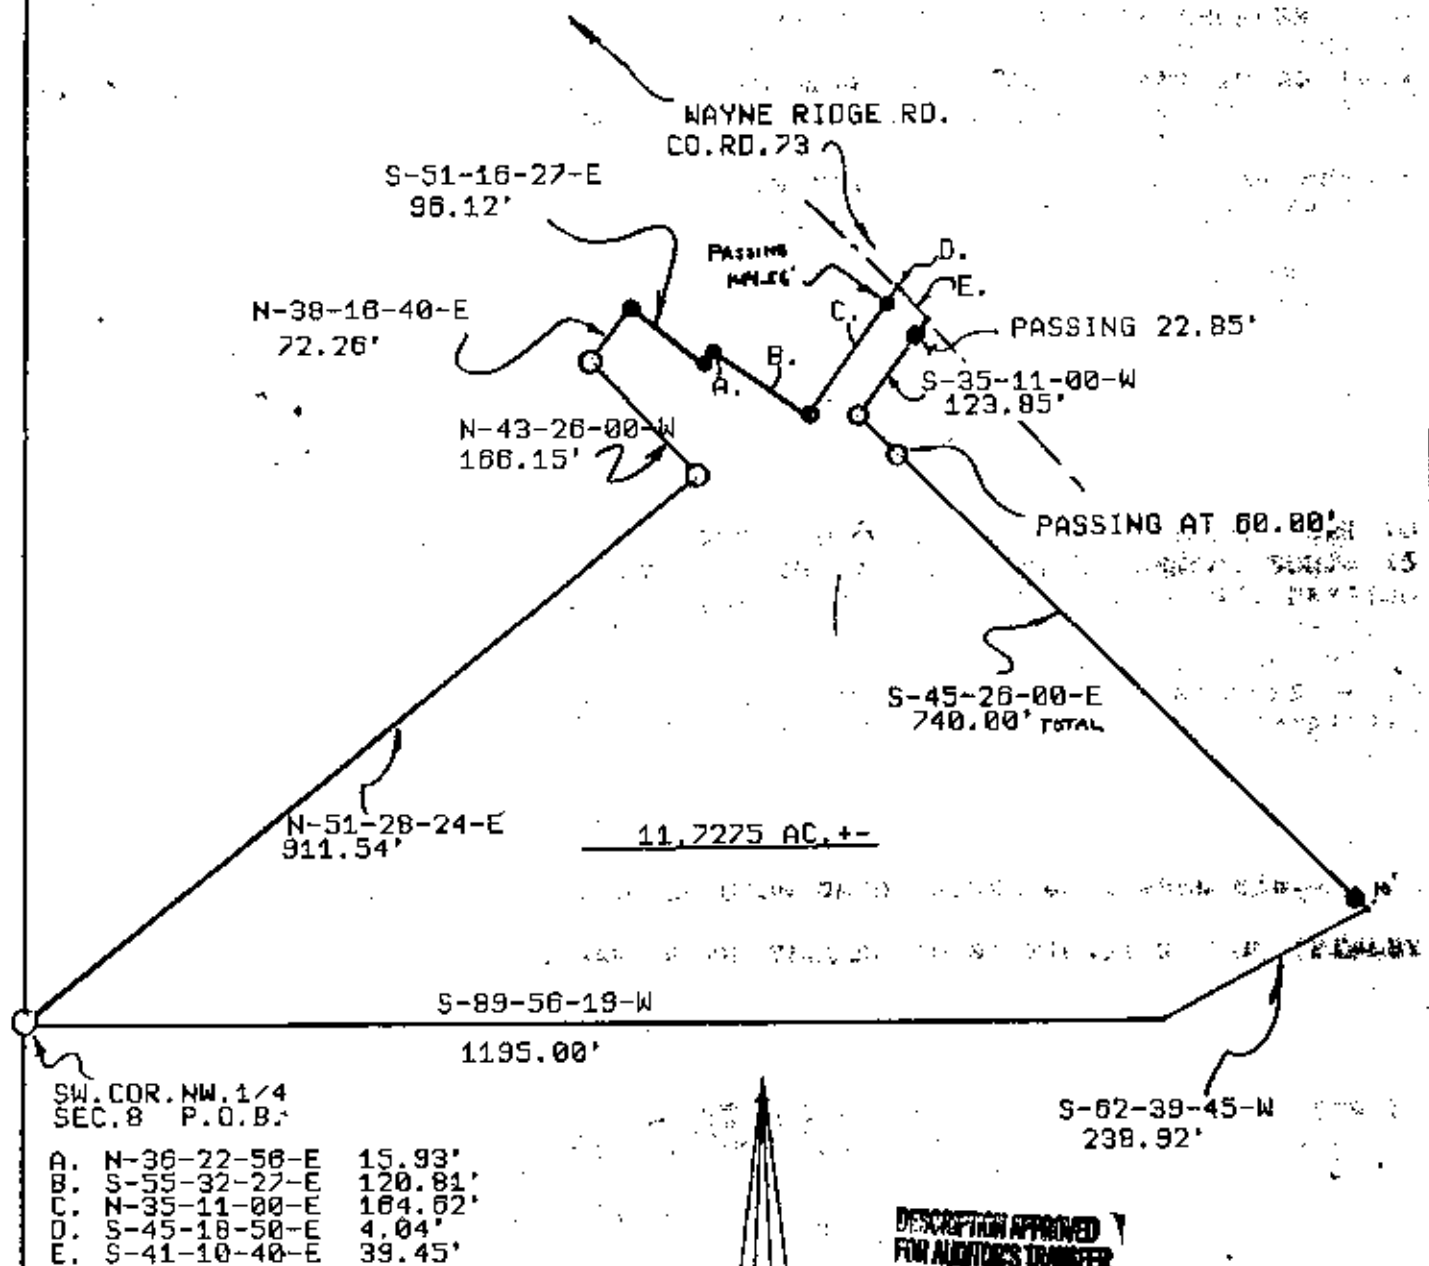 WAYNE RIDGE RD.
CO.RD.73
S-51-16-27-E
96.12'
PASSING
D.
E.
N-38-16-40-E
72.26'
C.
PASSING 22.85'
B.
A.
S-35-11-00-W
123.85'
N-43-26-00-W
166.15'
PASSING AT 60.00'
S-45-26-00-E
740.00' TOTAL
N-51-28-24-E
911.54'
11.7275 AC.+-
S-89-56-19-W
1195.00'
SW.COR.NW.1/4
SEC.8 P.O.B.
S-62-39-45-W
238.92'
A. N-36-22-56-E 15.93'
B. S-55-32-27-E 120.81'
C. N-35-11-00-E 164.62'
D. S-45-18-50-E 4.04'
E. S-41-10-40-E 39.45'
DESCRIPTION APPROVED
FOR AUDITOR'S TRANSFER